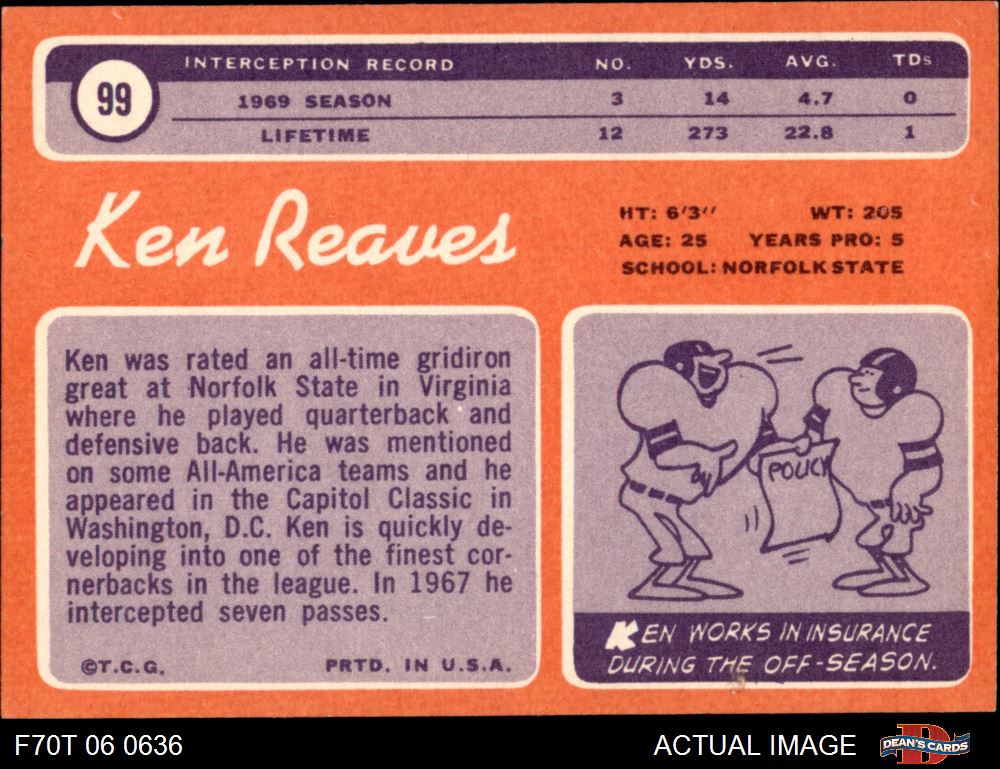 99
INTERCEPTION RECORD NO. YDS. AVG. TDs
1969 SEASON 3 14 4.7 0
LIFETIME 12 273 22.8 1
Ken Reaves
HT: 6'3" WT: 205
AGE: 25 YEARS PRO: 5
SCHOOL: NORFOLK STATE
Ken was rated an all-time gridiron
great at Norfolk State in Virginia
where he played quarterback and
defensive back. He was mentioned
on some All-America teams and he
appeared in the Capitol Classic in
Washington, D.C. Ken is quickly de-
veloping into one of the finest cor-
nerbacks in the league. In 1967 he
intercepted seven passes.
©T.C.G. PRTD. IN U.S.A.
POLICY
KEN WORKS IN INSURANCE
DURING THE OFF-SEASON.
F70T 06 0636 ACTUAL IMAGE D DEAN'S CARDS